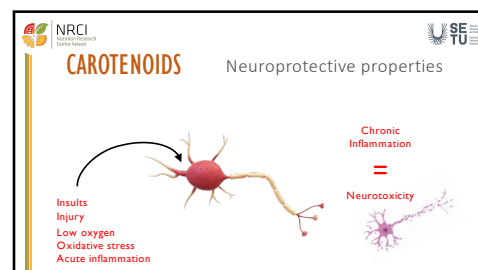 NRCI
Nutrition Research
Centre Ireland
SE
TU
CAROTENOIDS
Neuroprotective properties
Chronic
Inflammation
=
Neurotoxicity
Insults
Injury
Low oxygen
Oxidative stress
Acute inflammation